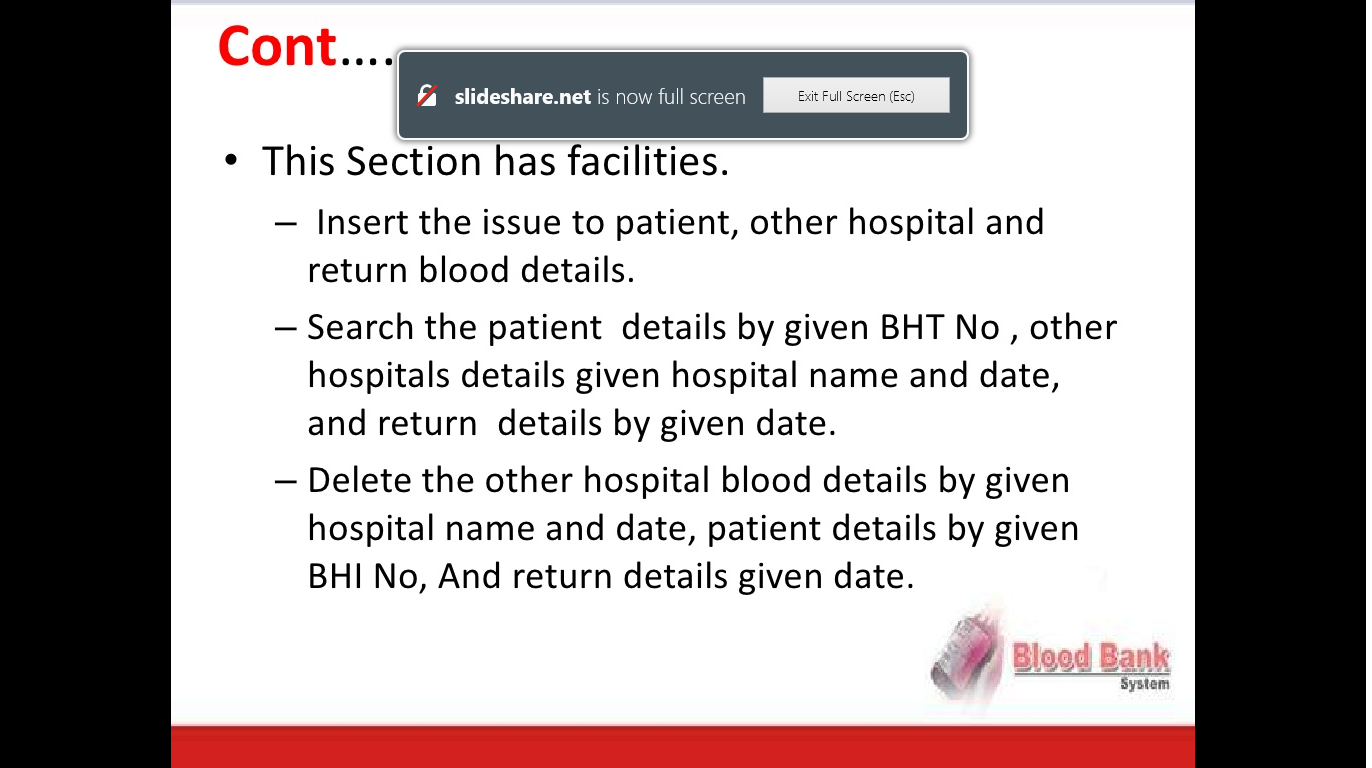 Cont....
slideshare.net is now full screen
Exit Full Screen (Esc)
• This Section has facilities.
– Insert the issue to patient, other hospital and
return blood details.
– Search the patient details by given BHT No , other
hospitals details given hospital name and date,
and return details by given date.
– Delete the other hospital blood details by given
hospital name and date, patient details by given
BHI No, And return details given date.
Blood Bank
System